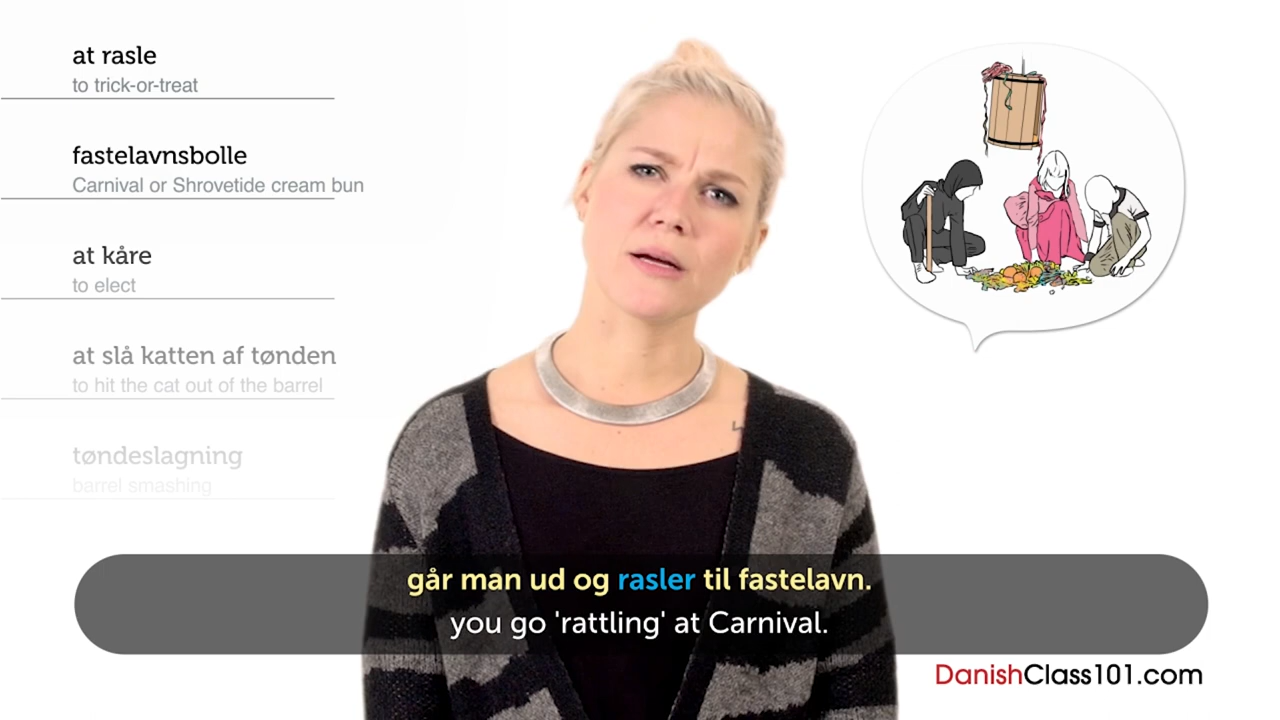 at rasle
to trick-or-treat
fastelavnsbolle
Carnival or Shrovetide cream bun
at kåre
to elect
at slå katten af tønden
to hit the cat out of the barrel
tøndeslagning
barrel smashing
går man ud og rasler til fastelavn.
you go 'rattling' at Carnival.
DanishClass101.com